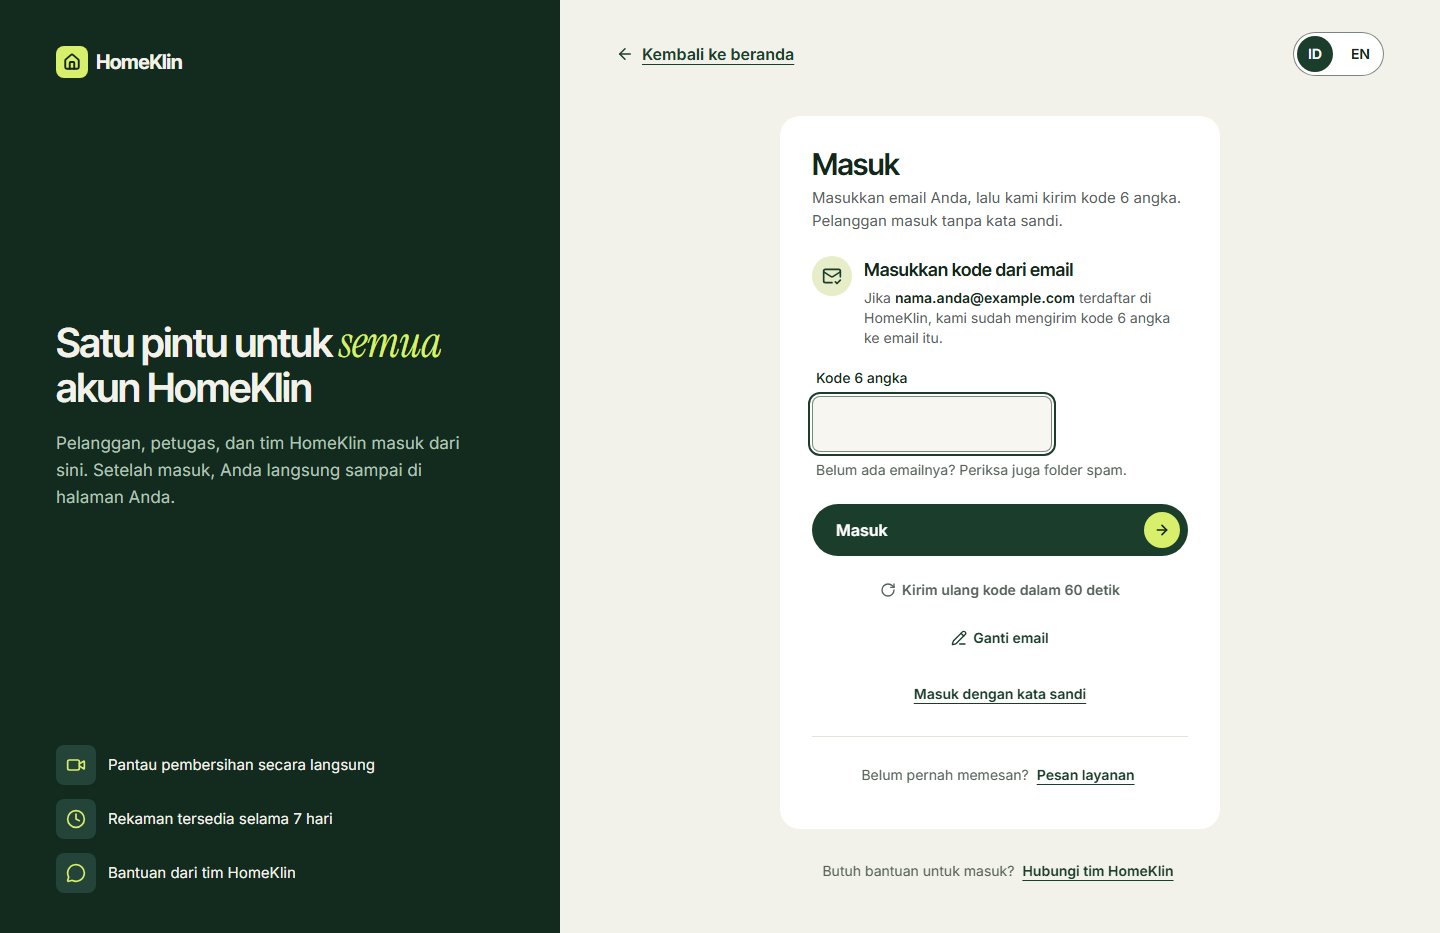 HomeKlin
Satu pintu untuk semua
akun HomeKlin
Pelanggan, petugas, dan tim HomeKlin masuk dari
sini. Setelah masuk, Anda langsung sampai di
halaman Anda.
Pantau pembersihan secara langsung
Rekaman tersedia selama 7 hari
Bantuan dari tim HomeKlin
Kembali ke beranda
ID EN
Masuk
Masukkan email Anda, lalu kami kirim kode 6 angka.
Pelanggan masuk tanpa kata sandi.
Masukkan kode dari email
Jika nama.anda@example.com terdaftar di
HomeKlin, kami sudah mengirim kode 6 angka
ke email itu.
Kode 6 angka
Belum ada emailnya? Periksa juga folder spam.
Masuk
Kirim ulang kode dalam 60 detik
Ganti email
Masuk dengan kata sandi
Belum pernah memesan? Pesan layanan
Butuh bantuan untuk masuk? Hubungi tim HomeKlin